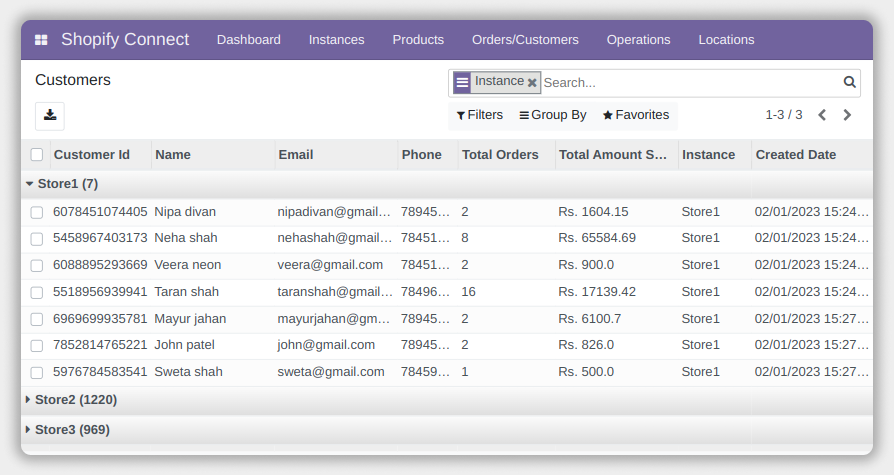 Shopify Connect Dashboard Instances Products Orders/Customers Operations Locations
Customers
Instance Search...
Filters Group By Favorites 1-3 / 3
Customer Id Name Email Phone Total Orders Total Amount S... Instance Created Date
Store1 (7)
6078451074405 Nipa divan nipadivan@gmail... 78945... 2 Rs. 1604.15 Store1 02/01/2023 15:24...
5458967403173 Neha shah nehashah@gmail... 78451... 8 Rs. 65584.69 Store1 02/01/2023 15:24...
6088895293669 Veera neon veera@gmail.com 78451... 2 Rs. 900.0 Store1 02/01/2023 15:24...
5518956939941 Taran shah taranshah@gmail... 78496... 16 Rs. 17139.42 Store1 02/01/2023 15:24...
6969699935781 Mayur jahan mayurjahan@gm... 78945... 2 Rs. 6100.7 Store1 02/01/2023 15:27...
7852814765221 John patel john@gmail.com 78945... 2 Rs. 826.0 Store1 02/01/2023 15:27...
5976784583541 Sweta shah sweta@gmail.com 78459... 1 Rs. 500.0 Store1 02/01/2023 15:27...
Store2 (1220)
Store3 (969)